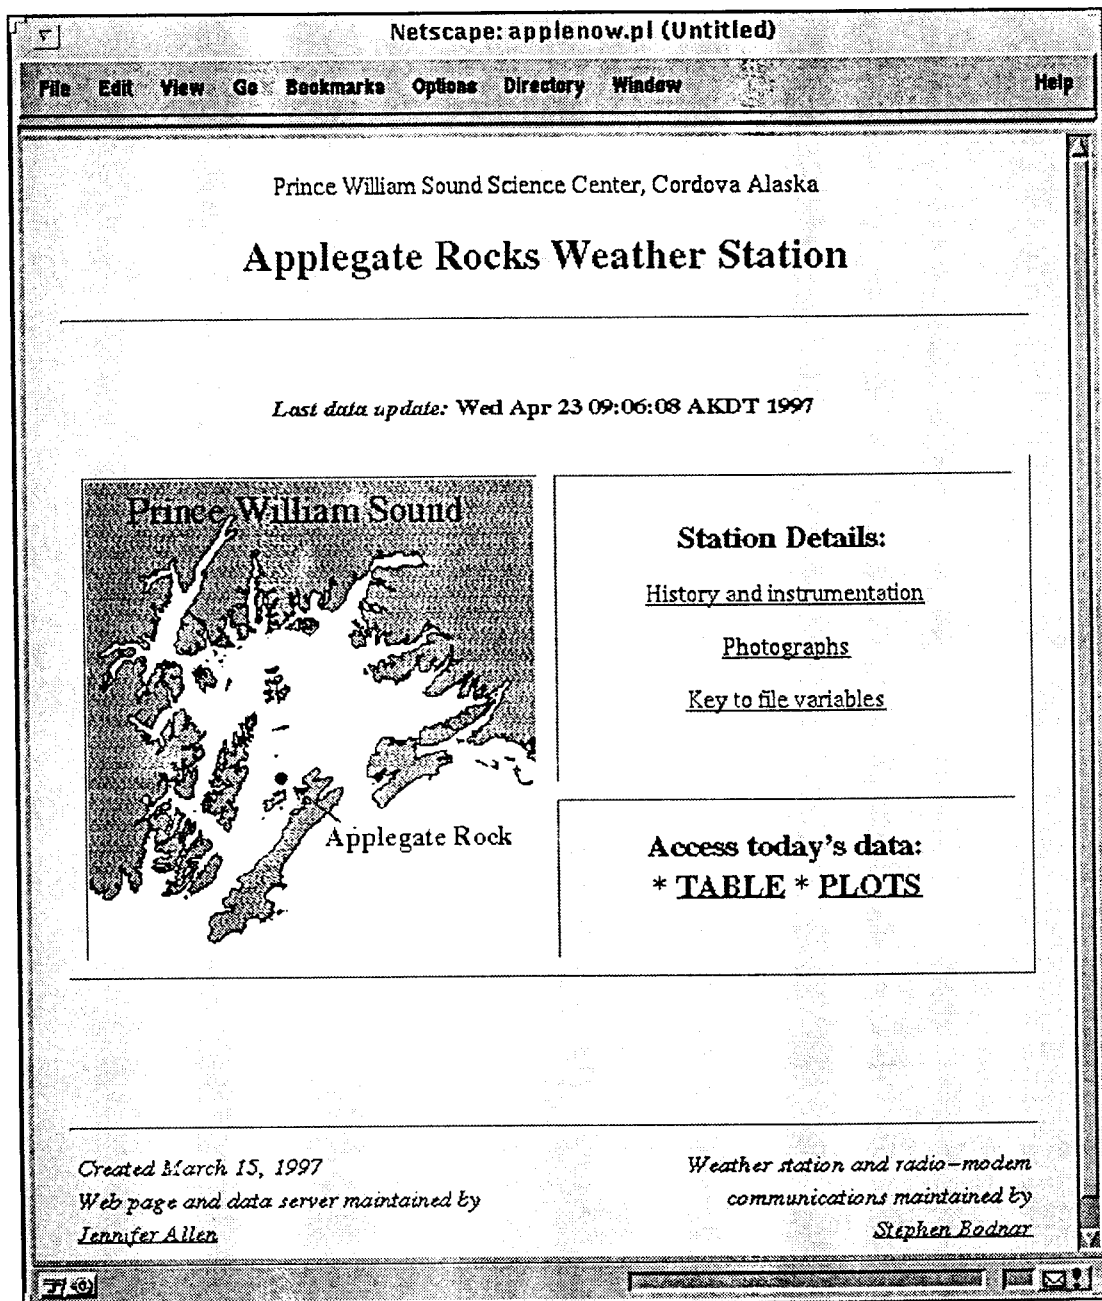 Netscape: applenow.pl (Untitled)
File Edit View Go Bookmarks Options Directory Window Help
Prince William Sound Science Center, Cordova Alaska
Applegate Rocks Weather Station
Last data update: Wed Apr 23 09:06:08 AKDT 1997
Prince William Sound
Applegate Rock
Station Details:
History and instrumentation
Photographs
Key to file variables
Access today's data:
* TABLE * PLOTS
Created March 15, 1997
Web page and data server maintained by
Jennifer Allen
Weather station and radio-modem
communications maintained by
Stephen Bodnar